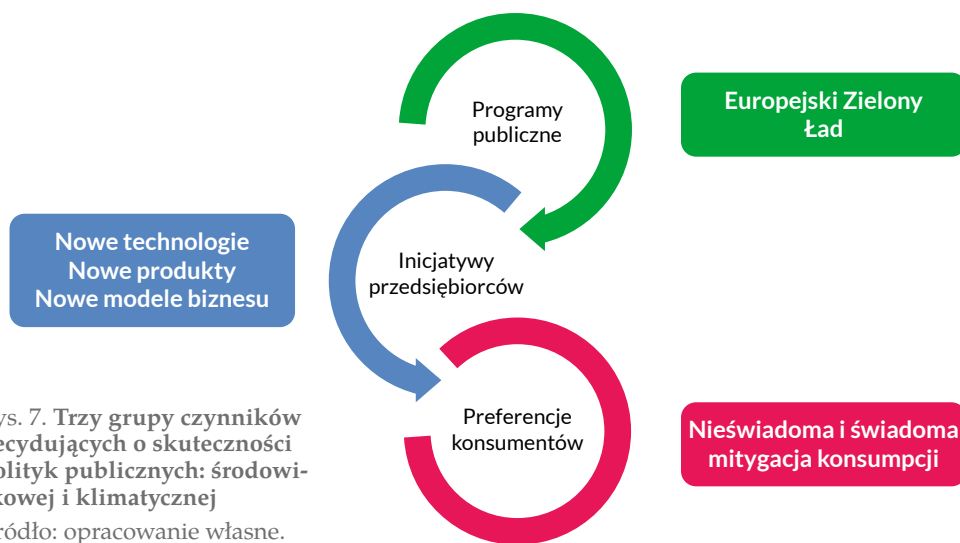 Programy
publiczne
Europejski Zielony
Ład
Nowe technologie
Nowe produkty
Nowe modele biznesu
Inicjatywy
przedsiębiorców
Preferencje
konsumentów
Nieświadoma i świadoma
mitygacja konsumpcji
ys. 7. Trzy grupy czynników
ecydujących o skuteczności
olityk publicznych: środowi-
kowej i klimatycznej
ródło: opracowanie własne.